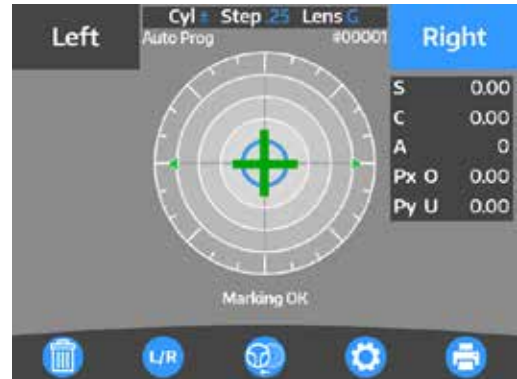 Left
Cyl ± Step .25 Lens G
Auto Prog #00001
Right
S 0.00
C 0.00
A 0
Px O 0.00
Py U 0.00
Marking OK
L/R